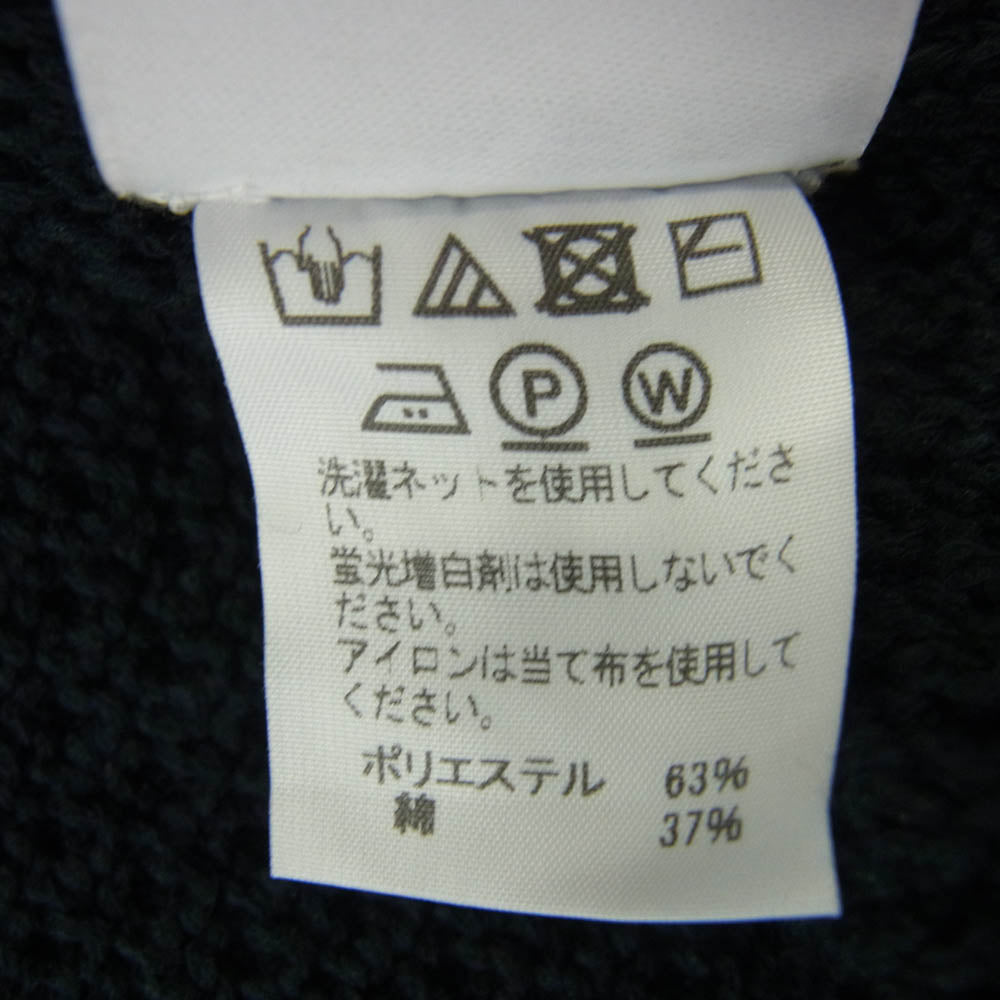 P W
洗濯ネットを使用してくださ
い。
蛍光増白剤は使用しないでく
ださい。
アイロンは当て布を使用して
ください。
ポリエステル 63%
綿 37%